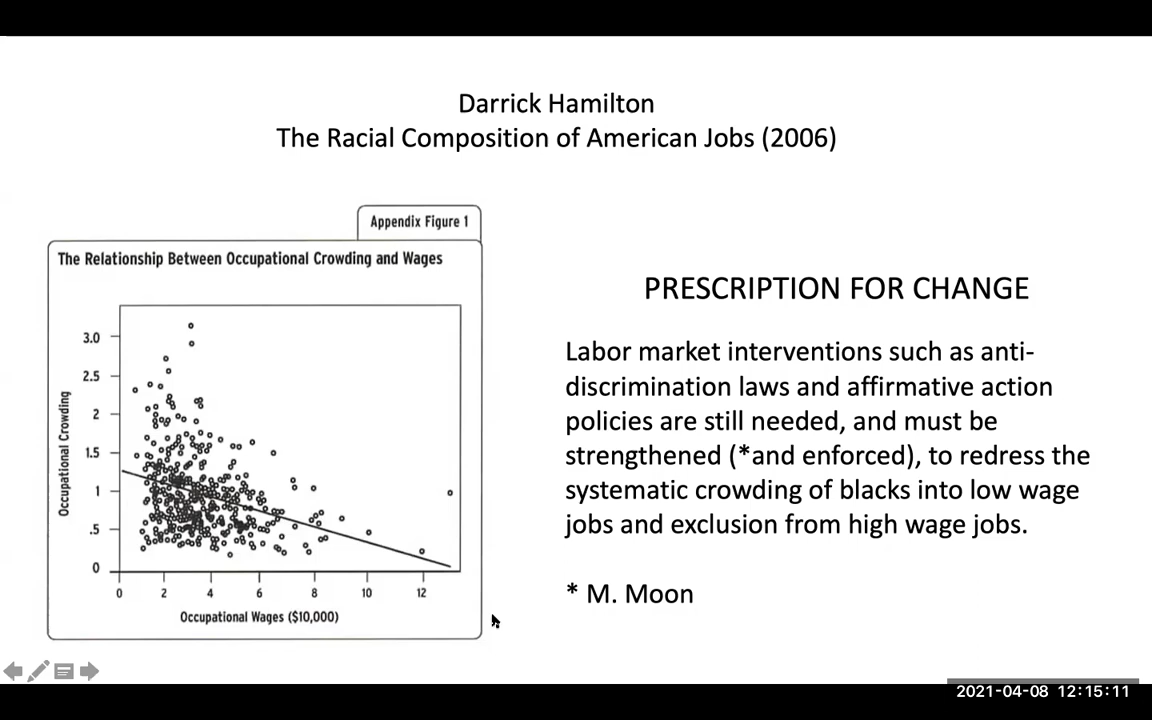 Darrick Hamilton
The Racial Composition of American Jobs (2006)
Appendix Figure 1
The Relationship Between Occupational Crowding and Wages
Occupational Crowding
3.0
2.5
2
1.5
1
.5
0
0 2 4 6 8 10 12
Occupational Wages ($10,000)
PRESCRIPTION FOR CHANGE
Labor market interventions such as anti-
discrimination laws and affirmative action
policies are still needed, and must be
strengthened (*and enforced), to redress the
systematic crowding of blacks into low wage
jobs and exclusion from high wage jobs.
* M. Moon
2021-04-08 12:15:11